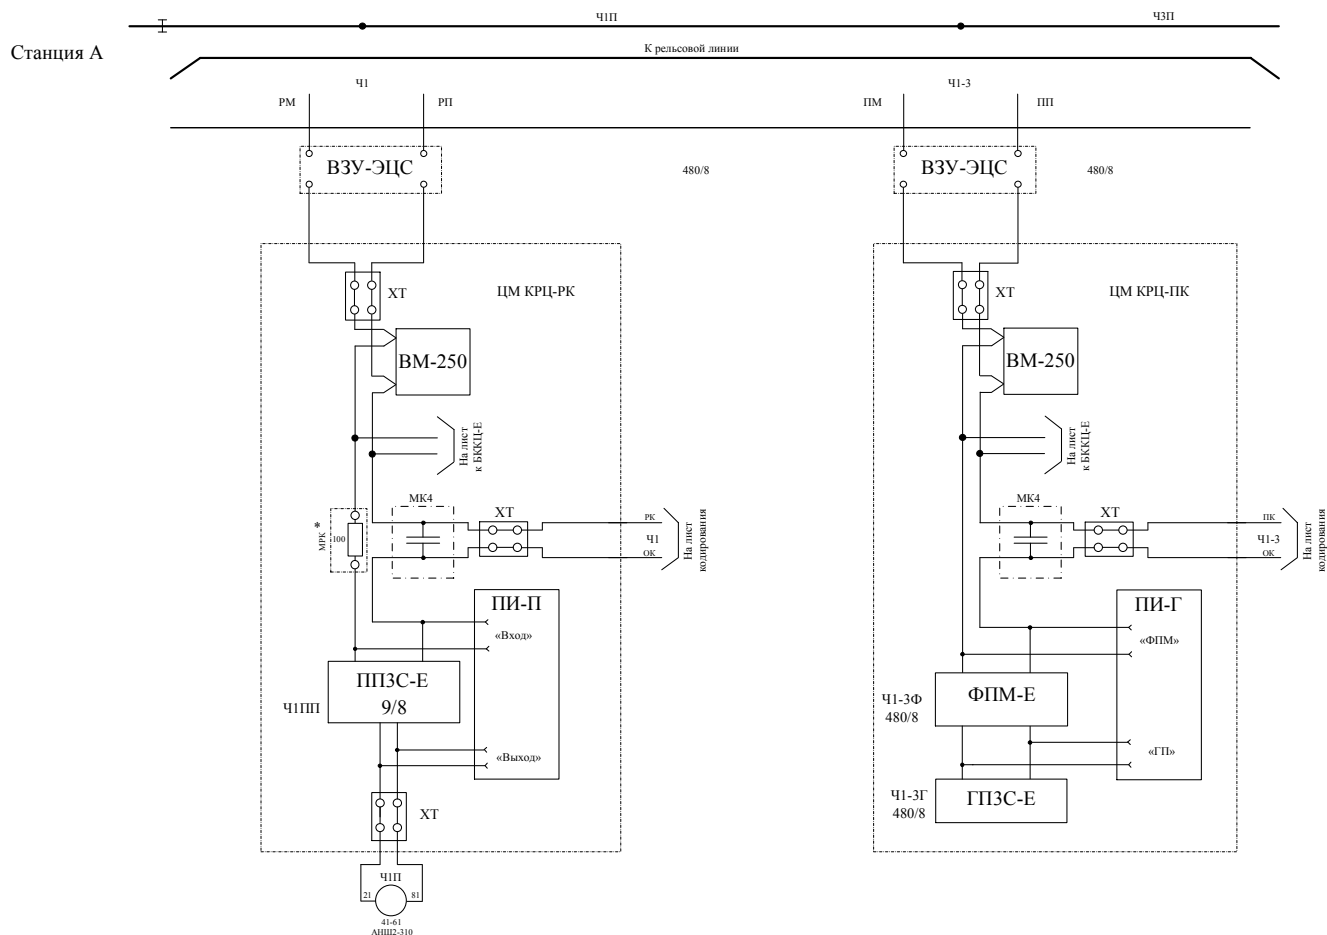 Ч1П
Ч3П
Станция А
К рельсовой линии
Ч1
РМ
РП
Ч1-3
ПМ
ПП
ВЗУ-ЭЦС
480/8
ВЗУ-ЭЦС
480/8
ХТ
ЦМ КРЦ-РК
ХТ
ЦМ КРЦ-ПК
ВМ-250
ВМ-250
На лист
к БККЦ-Е
На лист
к БККЦ-Е
МРК *
100
МК4
ХТ
РК
Ч1
ОК
На лист
кодирования
МК4
ХТ
ПК
Ч1-3
ОК
На лист
кодирования
ПИ-П
«Вход»
«Выход»
ПП3С-Е
9/8
Ч1ПП
ХТ
Ч1П
21
81
41-61
АНШ2-310
ПИ-Г
«ФПМ»
«ГП»
Ч1-3Ф
480/8
ФПМ-Е
Ч1-3Г
480/8
ГП3С-Е